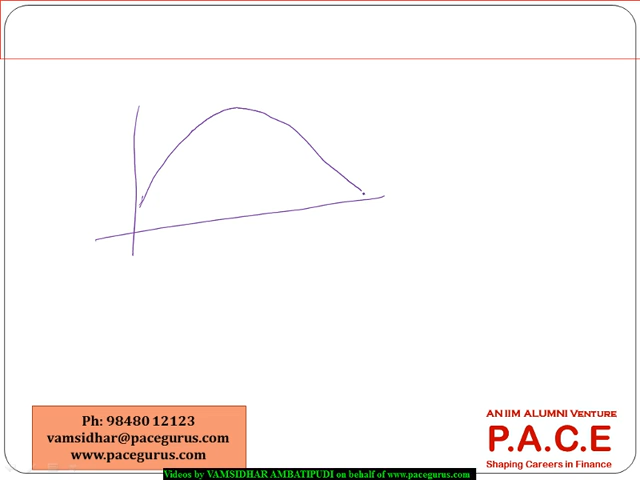 Ph: 98480 12123
vamsidhar@pacegurus.com
www.pacegurus.com
AN IIM ALUMNI VENTURE
P.A.C.E
Shaping Careers in Finance
Videos by VAMSIDHAR AMBATIPUDI on behalf of www.pacegurus.com